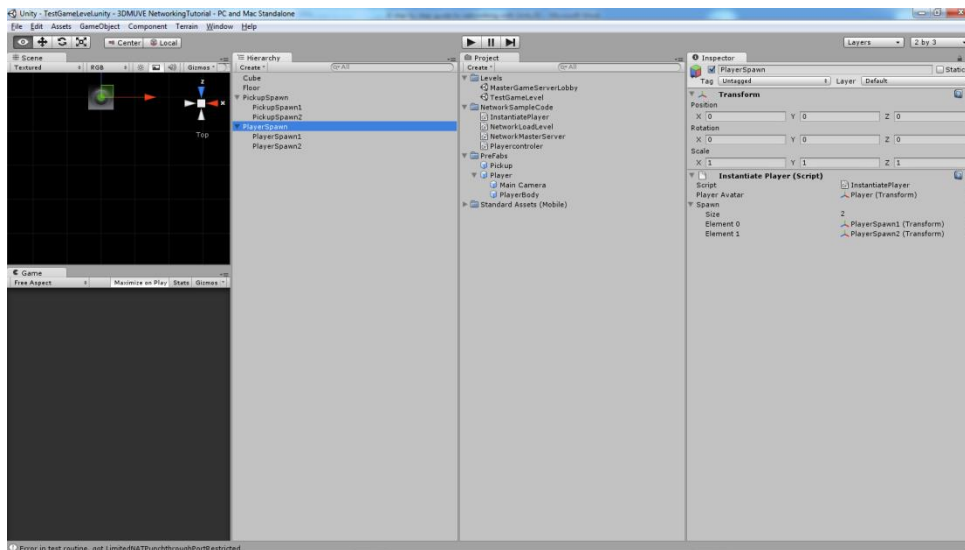 Unity - TestGameLevel.unity - 3DMUVE NetworkingTutorial - PC and Mac Standalone
File Edit Assets GameObject Component Terrain Window Help
Center Local
Layers 2 by 3
Scene
Textured RGB Gizmos
z
x
Top
Game
Free Aspect Maximize on Play Stats Gizmos
Hierarchy
Create All
Cube
Floor
PickupSpawn
PickupSpawn1
PickupSpawn2
PlayerSpawn
PlayerSpawn1
PlayerSpawn2
Project
Create All
Levels
MasterGameServerLobby
TestGameLevel
NetworkSampleCode
InstantiatePlayer
NetworkLoadLevel
NetworkMasterServer
Playercontroler
PreFabs
Pickup
Player
Main Camera
PlayerBody
Standard Assets (Mobile)
Inspector
PlayerSpawn Static
Tag Untagged Layer Default
Transform
Position
X 0 Y 0 Z 0
Rotation
X 0 Y 0 Z 0
Scale
X 1 Y 1 Z 1
Instantiate Player (Script)
Script InstantiatePlayer
Player Avatar Player (Transform)
Spawn
Size 2
Element 0 PlayerSpawn1 (Transform)
Element 1 PlayerSpawn2 (Transform)
Error in test routine, got LimitedNATPunchthroughPortRestricted